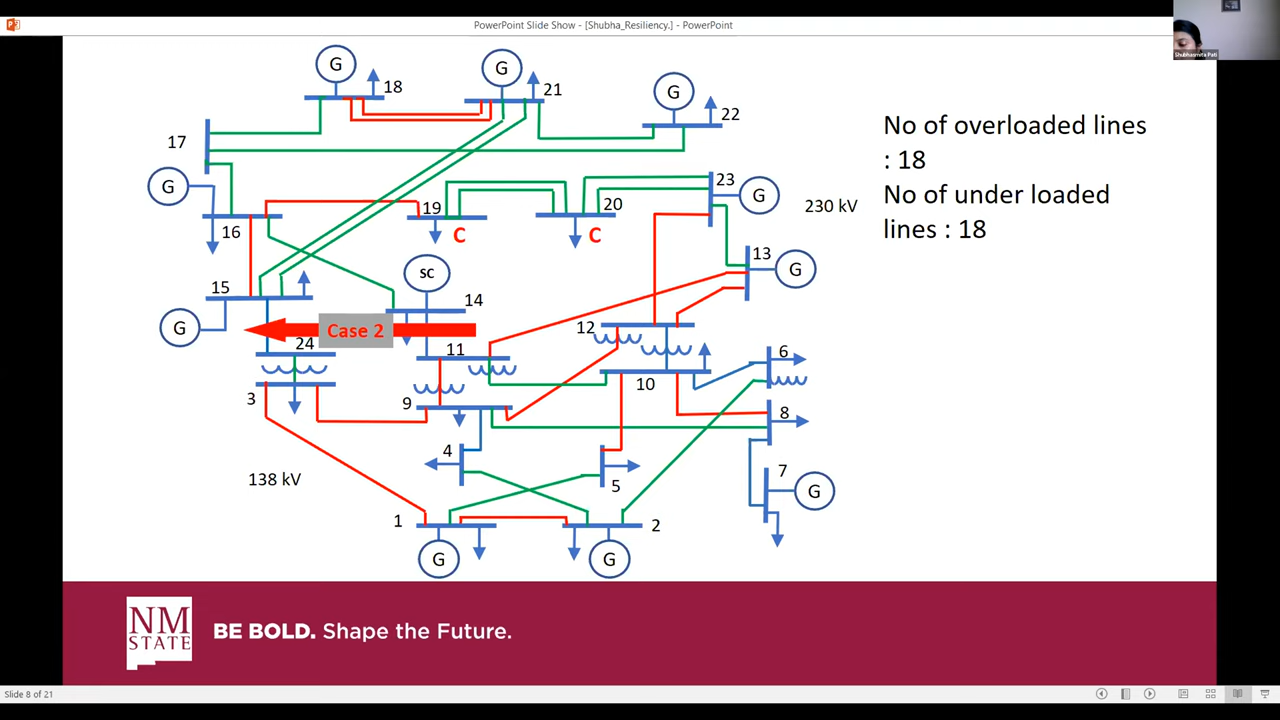 PowerPoint Slide Show - [Shubha_Resiliency.] - PowerPoint
Shubhasmita Pati
G
18
G
21
G
22
17
G
16
19
C
20
C
23
G
230 kV
No of overloaded lines
: 18
No of under loaded
lines : 18
13
G
15
G
SC
14
Case 2
24
11
12
10
6
3
9
8
4
5
7
G
138 kV
1
G
2
G
NM
STATE
BE BOLD. Shape the Future.
Slide 8 of 21